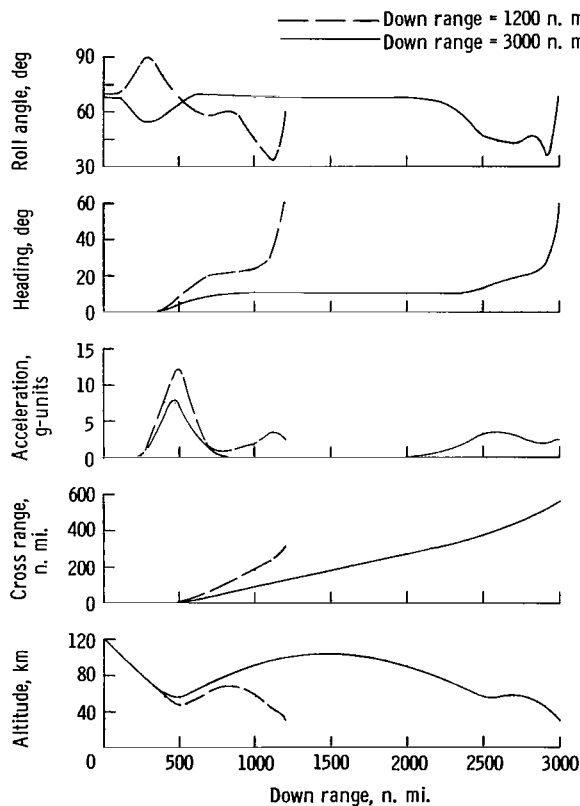 Down range = 1200 n. m
Down range = 3000 n. m
90
60
30
Roll angle, deg
60
40
20
0
Heading, deg
15
10
5
0
Acceleration,
g-units
600
400
200
0
Cross range,
n. mi.
120
80
40
0
Altitude, km
500 1000 1500 2000 2500 3000
Down range, n. mi.